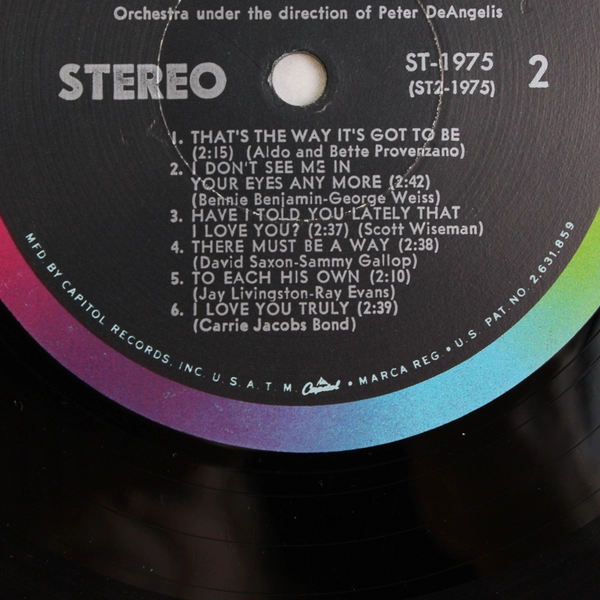 Orchestra under the direction of Peter DeAngelis
STEREO
ST-1975
(ST2-1975)
2
1. THAT'S THE WAY IT'S GOT TO BE
(2:15) (Aldo and Bette Provenzano)
2. I DON'T SEE ME IN
YOUR EYES ANY MORE (2:42)
(Bennie Benjamin-George Weiss)
3. HAVE I TOLD YOU LATELY THAT
I LOVE YOU? (2:37) (Scott Wiseman)
4. THERE MUST BE A WAY (2:38)
(David Saxon-Sammy Gallop)
5. TO EACH HIS OWN (2:10)
(Jay Livingston-Ray Evans)
6. I LOVE YOU TRULY (2:39)
(Carrie Jacobs Bond)
MFD BY CAPITOL RECORDS, INC. U. S. A. T. M. Capitol • MARCA REG. • U.S. PAT. NO. 2,631,859